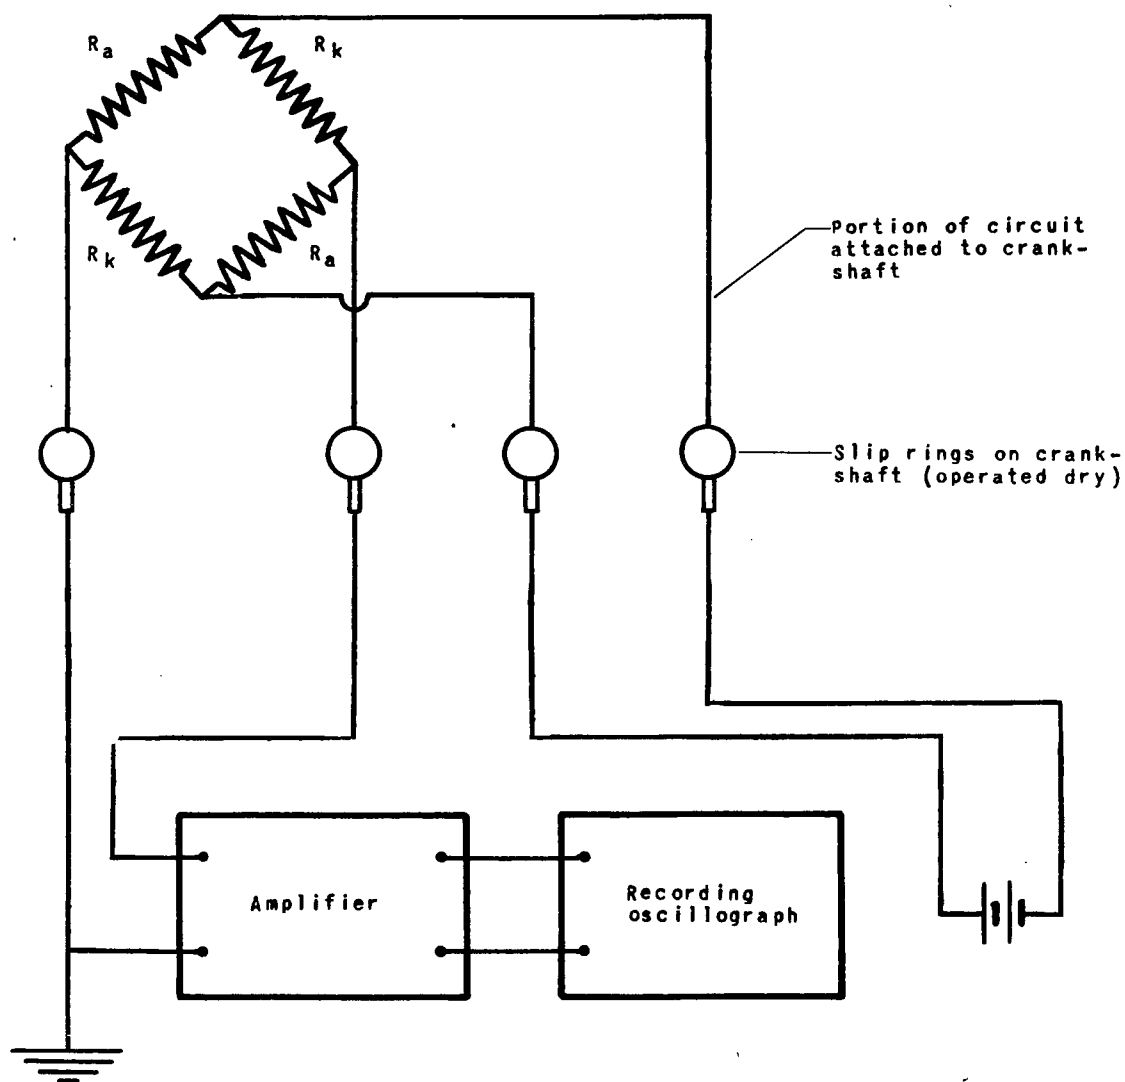 Ra
Rk
Rk
Ra
Portion of circuit
attached to crank-
shaft
Slip rings on crank-
shaft (operated dry)
Amplifier
Recording
oscillograph